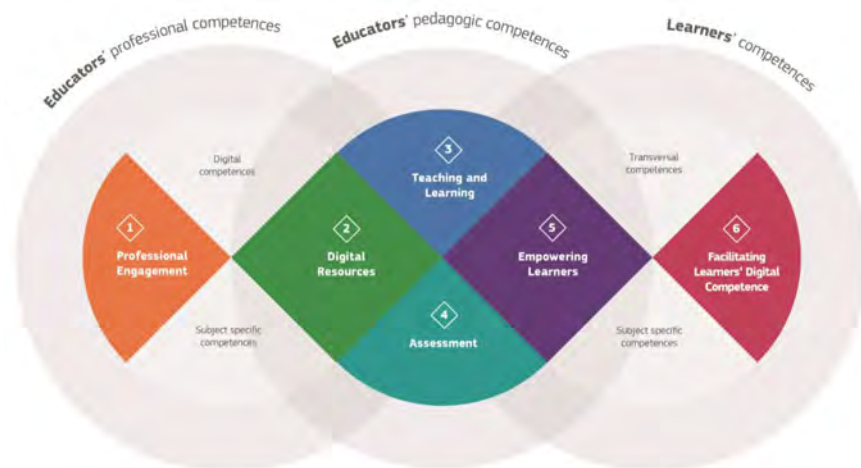 Educators' professional competences
Educators' pedagogic competences
Learners' competences
Digital
competences
Transversal
competences
3
Teaching and
Learning
1
Professional
Engagement
2
Digital
Resources
5
Empowering
Learners
6
Facilitating
Learners' Digital
Competence
4
Assessment
Subject specific
competences
Subject specific
competences